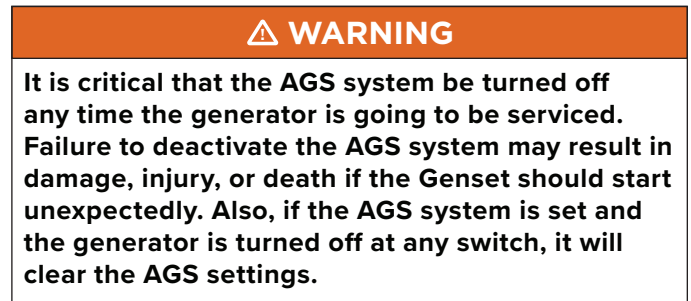 ⚠ WARNING
It is critical that the AGS system be turned off
any time the generator is going to be serviced.
Failure to deactivate the AGS system may result in
damage, injury, or death if the Genset should start
unexpectedly. Also, if the AGS system is set and
the generator is turned off at any switch, it will
clear the AGS settings.